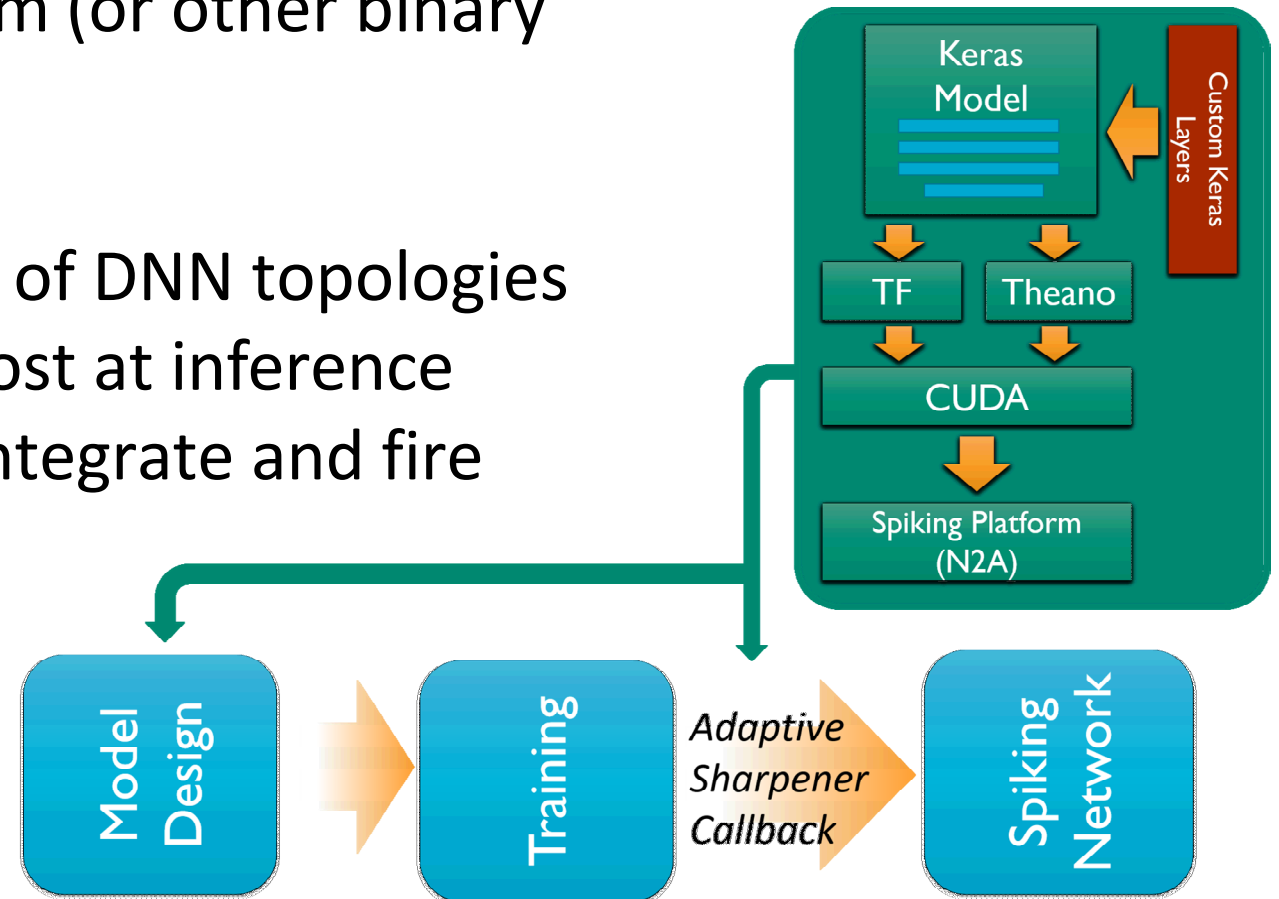 m (or other binary
of DNN topologies
ost at inference
ntegrate and fire
Keras
Model
Custom Keras
Layers
TF
Theano
CUDA
Spiking Platform
(N2A)
Model
Design
Training
Adaptive
Sharpener
Callback
Spiking
Network